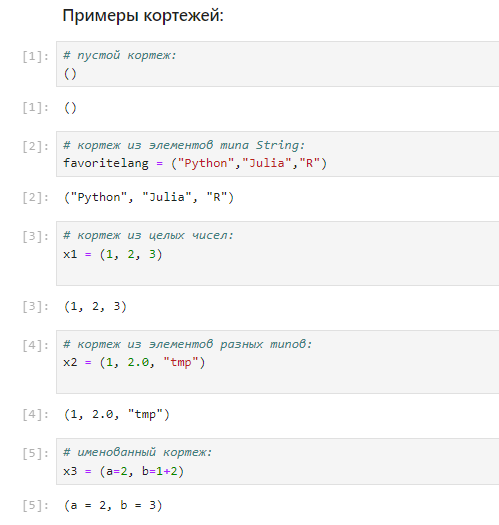 Примеры кортежей:
[1]: # пустой кортеж:
()
[1]: ()
[2]: # кортеж из элементов типа String:
favoritelang = ("Python","Julia","R")
[2]: ("Python", "Julia", "R")
[3]: # кортеж из целых чисел:
x1 = (1, 2, 3)
[3]: (1, 2, 3)
[4]: # кортеж из элементов разных типов:
x2 = (1, 2.0, "tmp")
[4]: (1, 2.0, "tmp")
[5]: # именованный кортеж:
x3 = (a=2, b=1+2)
[5]: (a = 2, b = 3)